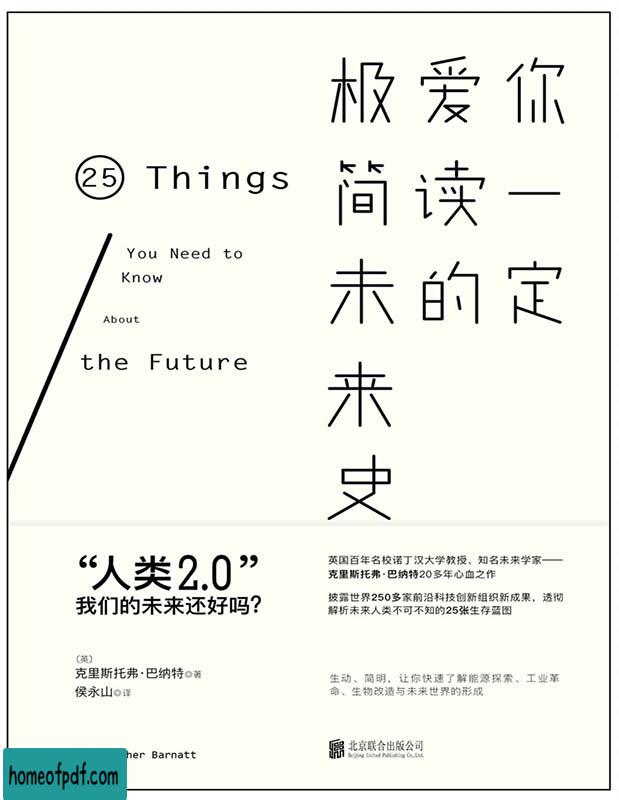 你一定
爱读的
极简未来史
25 Things
You Need to
Know
About
the Future
“人类2.0”
我们的未来还好吗?
〔英〕
克里斯托弗·巴纳特◎著
侯永山◎译
英国百年名校诺丁汉大学教授、知名未来学家——
克里斯托弗·巴纳特20多年心血之作
披露世界250多家前沿科技创新组织新成果，透彻
解析未来人类不可不知的25张生存蓝图
生动、简明，让你快速了解能源探索、工业革
命、生物改造与未来世界的形成
her Barnatt
北京联合出版公司
Beijing United Publishing Co.,Ltd.
homeofpdf.com